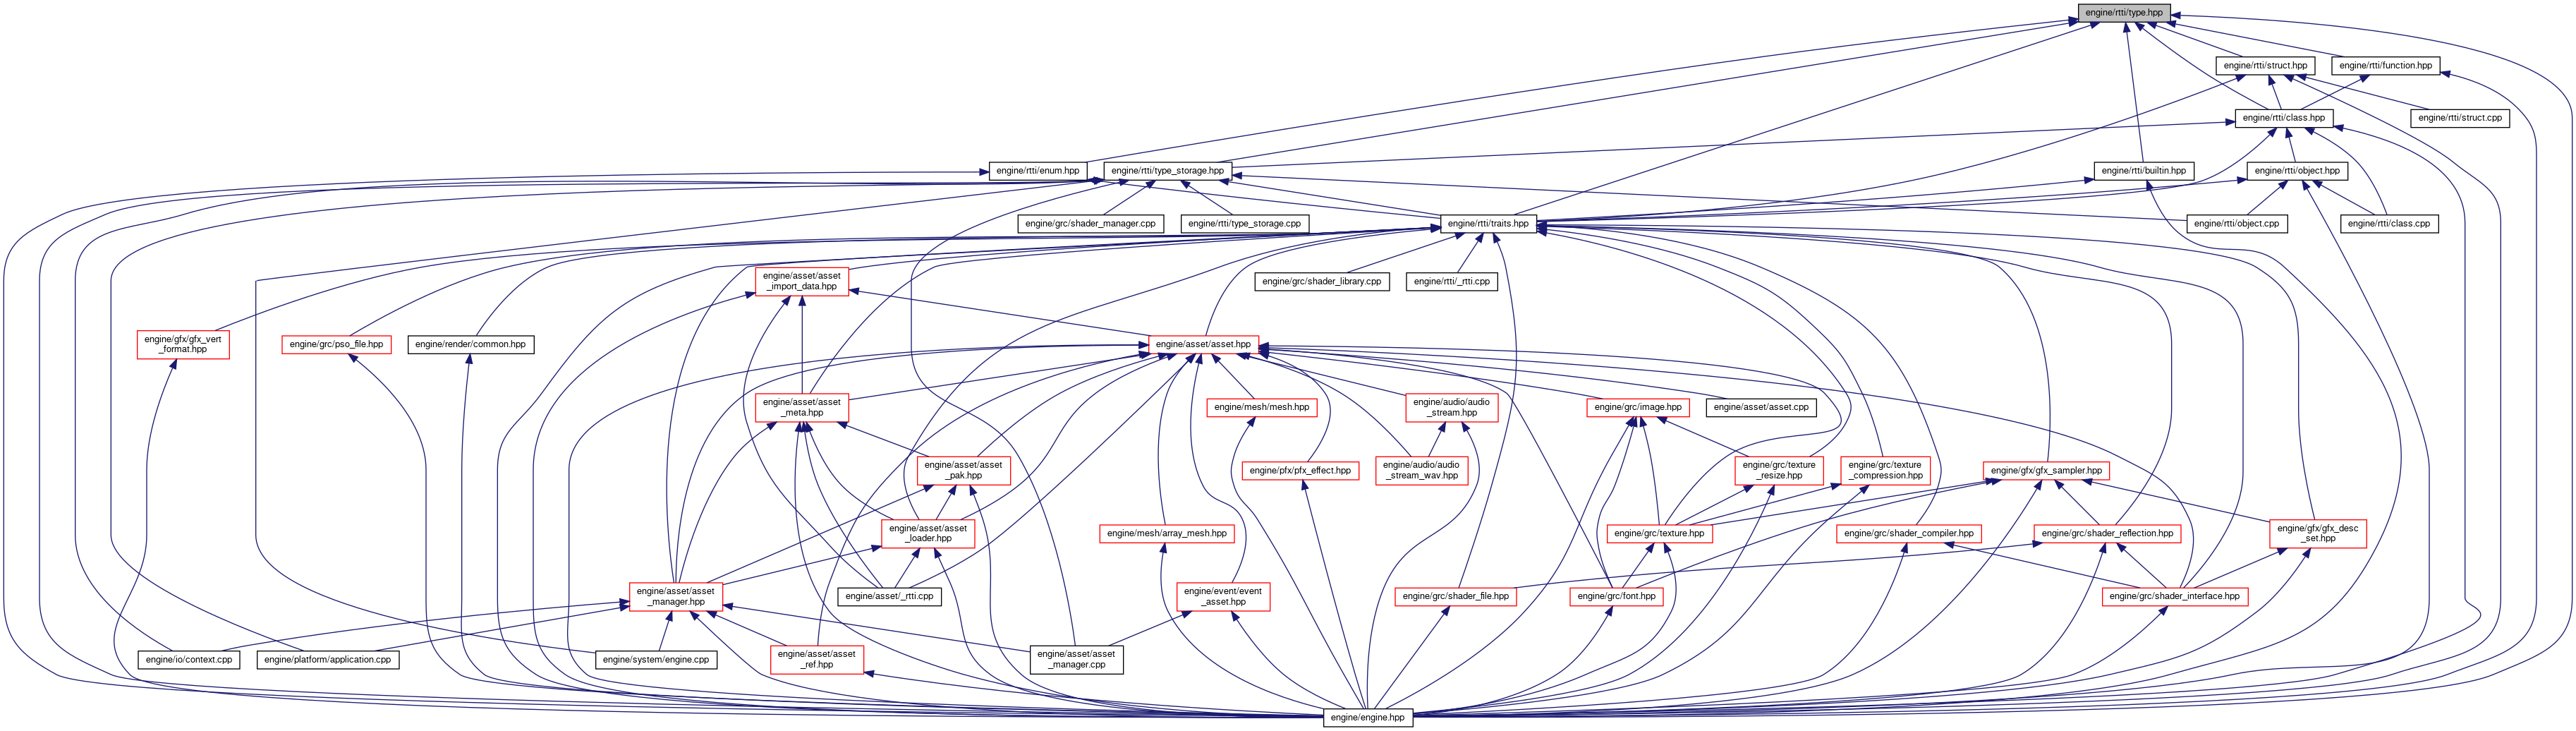 engine/rtti/type.hpp
engine/rtti/struct.hpp
engine/rtti/function.hpp
engine/rtti/class.hpp
engine/rtti/struct.cpp
engine/rtti/enum.hpp
engine/rtti/type_storage.hpp
engine/rtti/builtin.hpp
engine/rtti/object.hpp
engine/grc/shader_manager.cpp
engine/rtti/type_storage.cpp
engine/rtti/traits.hpp
engine/rtti/object.cpp
engine/rtti/class.cpp
engine/asset/asset
_import_data.hpp
engine/grc/shader_library.cpp
engine/rtti/_rtti.cpp
engine/gfx/gfx_vert
_format.hpp
engine/grc/pso_file.hpp
engine/render/common.hpp
engine/asset/asset.hpp
engine/asset/asset
_meta.hpp
engine/mesh/mesh.hpp
engine/audio/audio
_stream.hpp
engine/grc/image.hpp
engine/asset/asset.cpp
engine/asset/asset
_pak.hpp
engine/pfx/pfx_effect.hpp
engine/audio/audio
_stream_wav.hpp
engine/grc/texture
_resize.hpp
engine/grc/texture
_compression.hpp
engine/gfx/gfx_sampler.hpp
engine/asset/asset
_loader.hpp
engine/mesh/array_mesh.hpp
engine/grc/texture.hpp
engine/grc/shader_compiler.hpp
engine/grc/shader_reflection.hpp
engine/gfx/gfx_desc
_set.hpp
engine/asset/asset
_manager.hpp
engine/asset/_rtti.cpp
engine/event/event
_asset.hpp
engine/grc/shader_file.hpp
engine/grc/font.hpp
engine/grc/shader_interface.hpp
engine/io/context.cpp
engine/platform/application.cpp
engine/system/engine.cpp
engine/asset/asset
_ref.hpp
engine/asset/asset
_manager.cpp
engine/engine.hpp